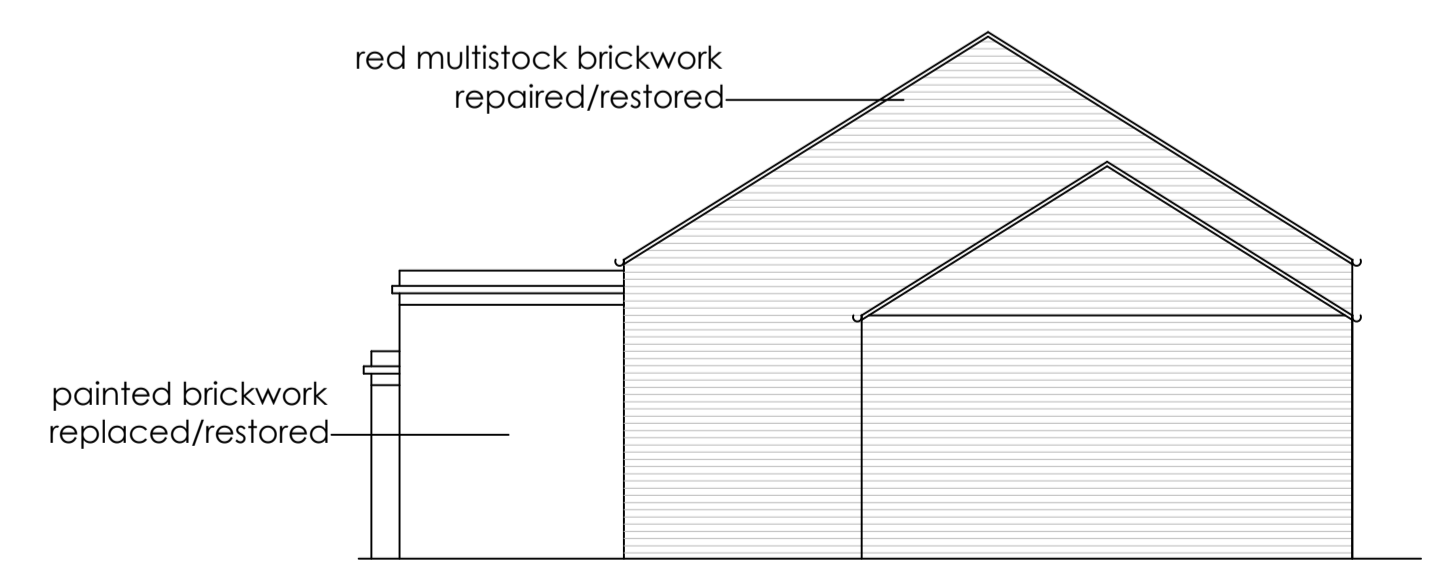 red multistock brickwork
repaired/restored
painted brickwork
replaced/restored